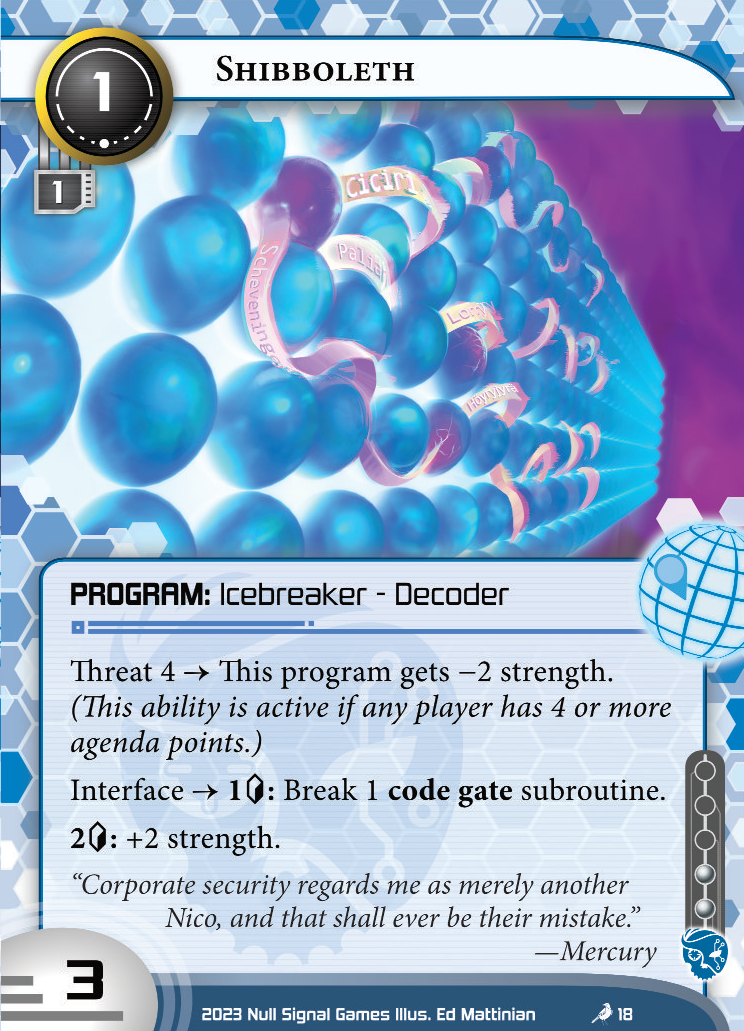 1
SHIBBOLETH
1
Ciciri
Palia
Scheveninge
Lorry
PROGRAM: Icebreaker - Decoder
Threat 4 → This program gets −2 strength.
(This ability is active if any player has 4 or more
agenda points.)
Interface → 1: Break 1 code gate subroutine.
2: +2 strength.
“Corporate security regards me as merely another
Nico, and that shall ever be their mistake.”
—Mercury
3
2023 Null Signal Games Illus. Ed Mattinian
18